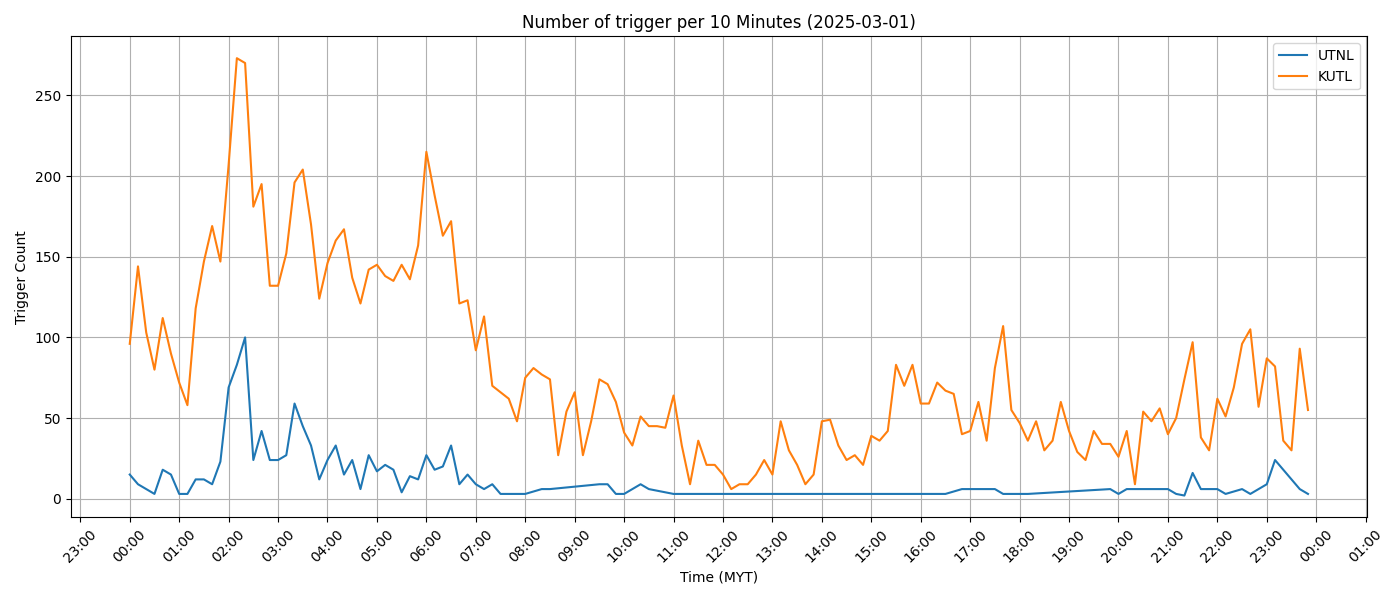 Number of trigger per 10 Minutes (2025-03-01)
UTNL
KUTL
Trigger Count
250
200
150
100
50
0
23:00 00:00 01:00 02:00 03:00 04:00 05:00 06:00 07:00 08:00 09:00 10:00 11:00 12:00 13:00 14:00 15:00 16:00 17:00 18:00 19:00 20:00 21:00 22:00 23:00 00:00 01:00
Time (MYT)